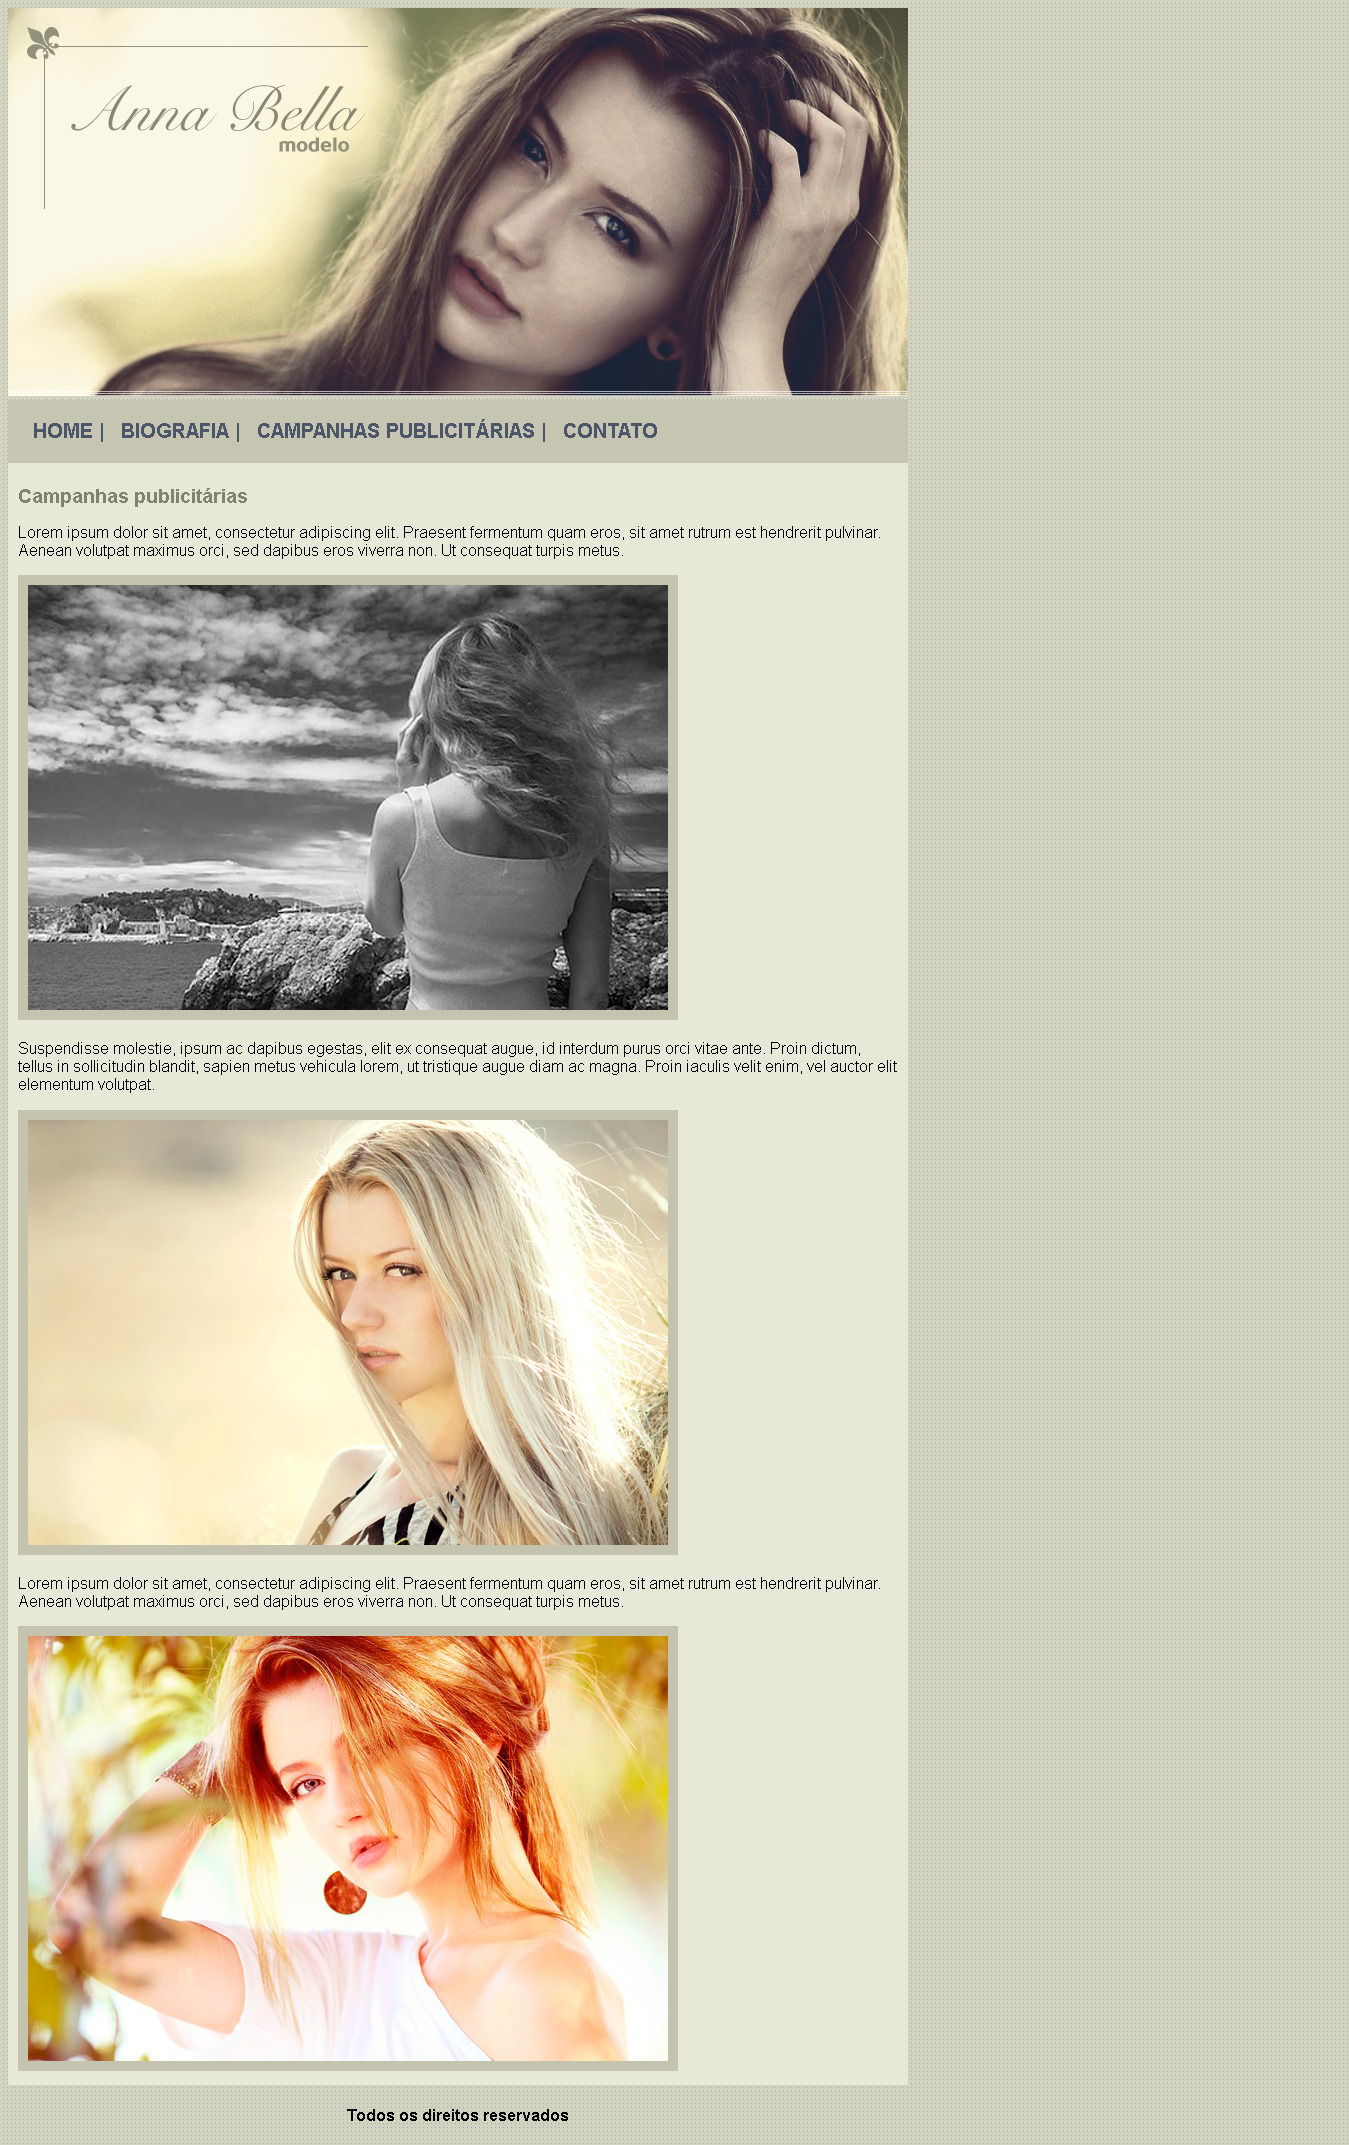 Anna Bella
modelo
HOME | BIOGRAFIA | CAMPANHAS PUBLICITÁRIAS | CONTATO
Campanhas publicitárias
Lorem ipsum dolor sit amet, consectetur adipiscing elit. Praesent fermentum quam eros, sit amet rutrum est hendrerit pulvinar.
Aenean volutpat maximus orci, sed dapibus eros viverra non. Ut consequat turpis metus.
Suspendisse molestie, ipsum ac dapibus egestas, elit ex consequat augue, id interdum purus orci vitae ante. Proin dictum,
tellus in sollicitudin blandit, sapien metus vehicula lorem, ut tristique augue diam ac magna. Proin iaculis velit enim, vel auctor elit
elementum volutpat.
Lorem ipsum dolor sit amet, consectetur adipiscing elit. Praesent fermentum quam eros, sit amet rutrum est hendrerit pulvinar.
Aenean volutpat maximus orci, sed dapibus eros viverra non. Ut consequat turpis metus.
Todos os direitos reservados